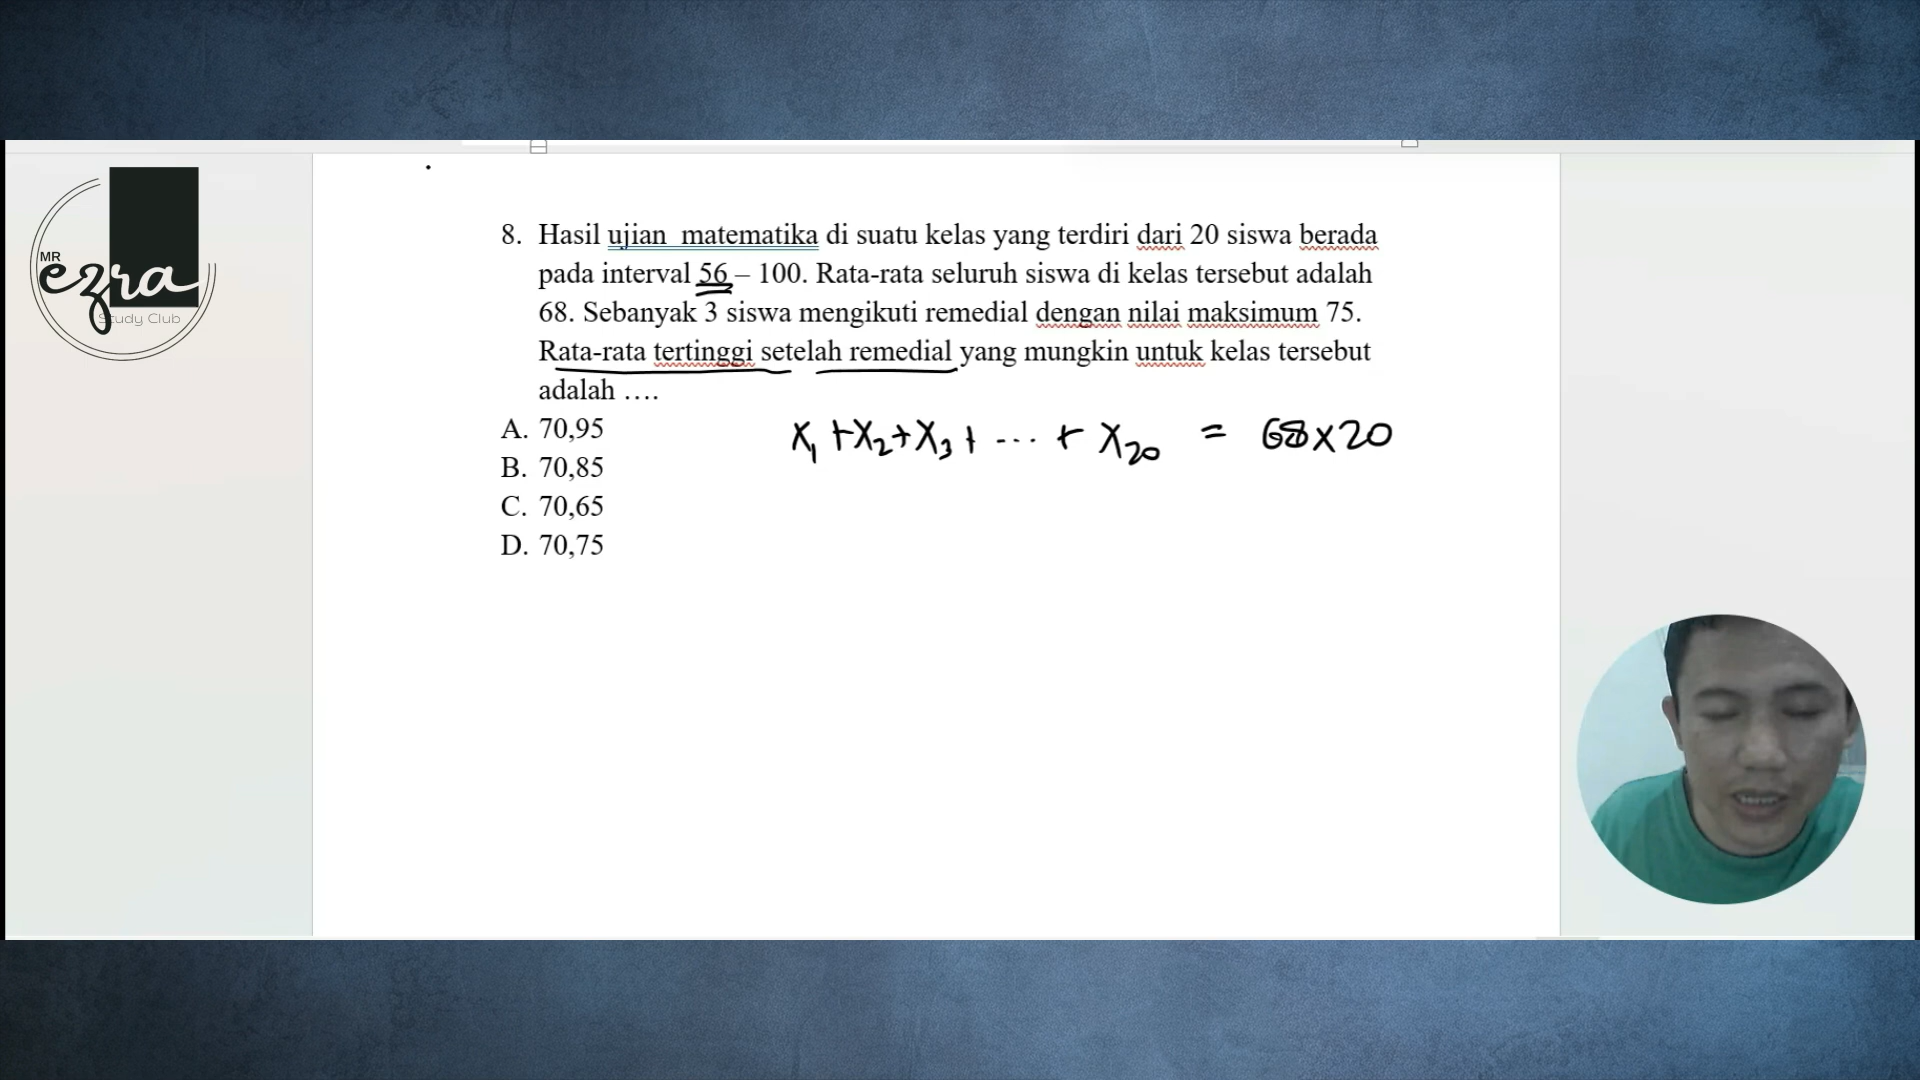 MR
ezra
Study Club
8. Hasil ujian matematika di suatu kelas yang terdiri dari 20 siswa berada
pada interval 56 – 100. Rata-rata seluruh siswa di kelas tersebut adalah
68. Sebanyak 3 siswa mengikuti remedial dengan nilai maksimum 75.
Rata-rata tertinggi setelah remedial yang mungkin untuk kelas tersebut
adalah ….
A. 70,95
B. 70,85
C. 70,65
D. 70,75
x₁ + x₂ + x₃ + ... + x₂₀ = 68 x 20